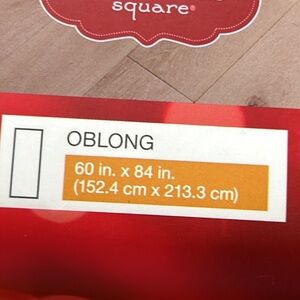 square®
OBLONG
60 in. x 84 in.
(152.4 cm x 213.3 cm)